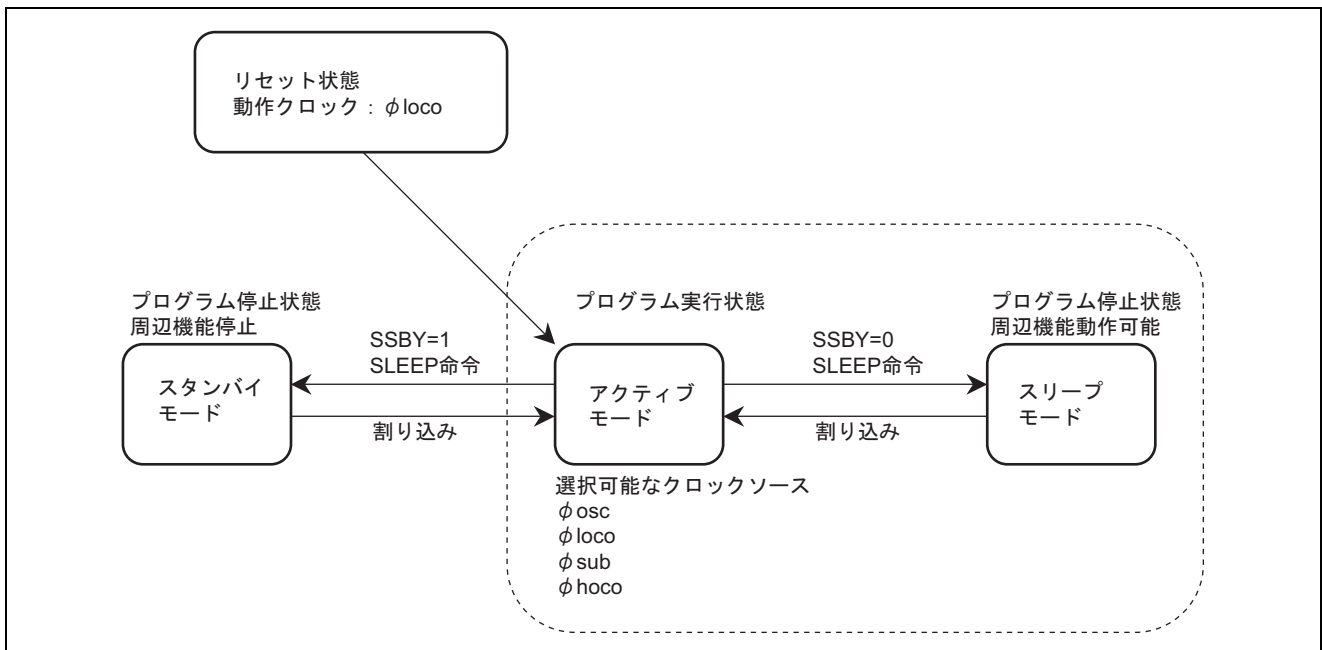 リセット状態
動作クロック：φloco
プログラム停止状態
周辺機能停止
プログラム実行状態
プログラム停止状態
周辺機能動作可能
SSBY=1
SLEEP命令
SSBY=0
SLEEP命令
スタンバイ
モード
アクティブ
モード
スリープ
モード
割り込み
割り込み
選択可能なクロックソース
φosc
φloco
φsub
φhoco